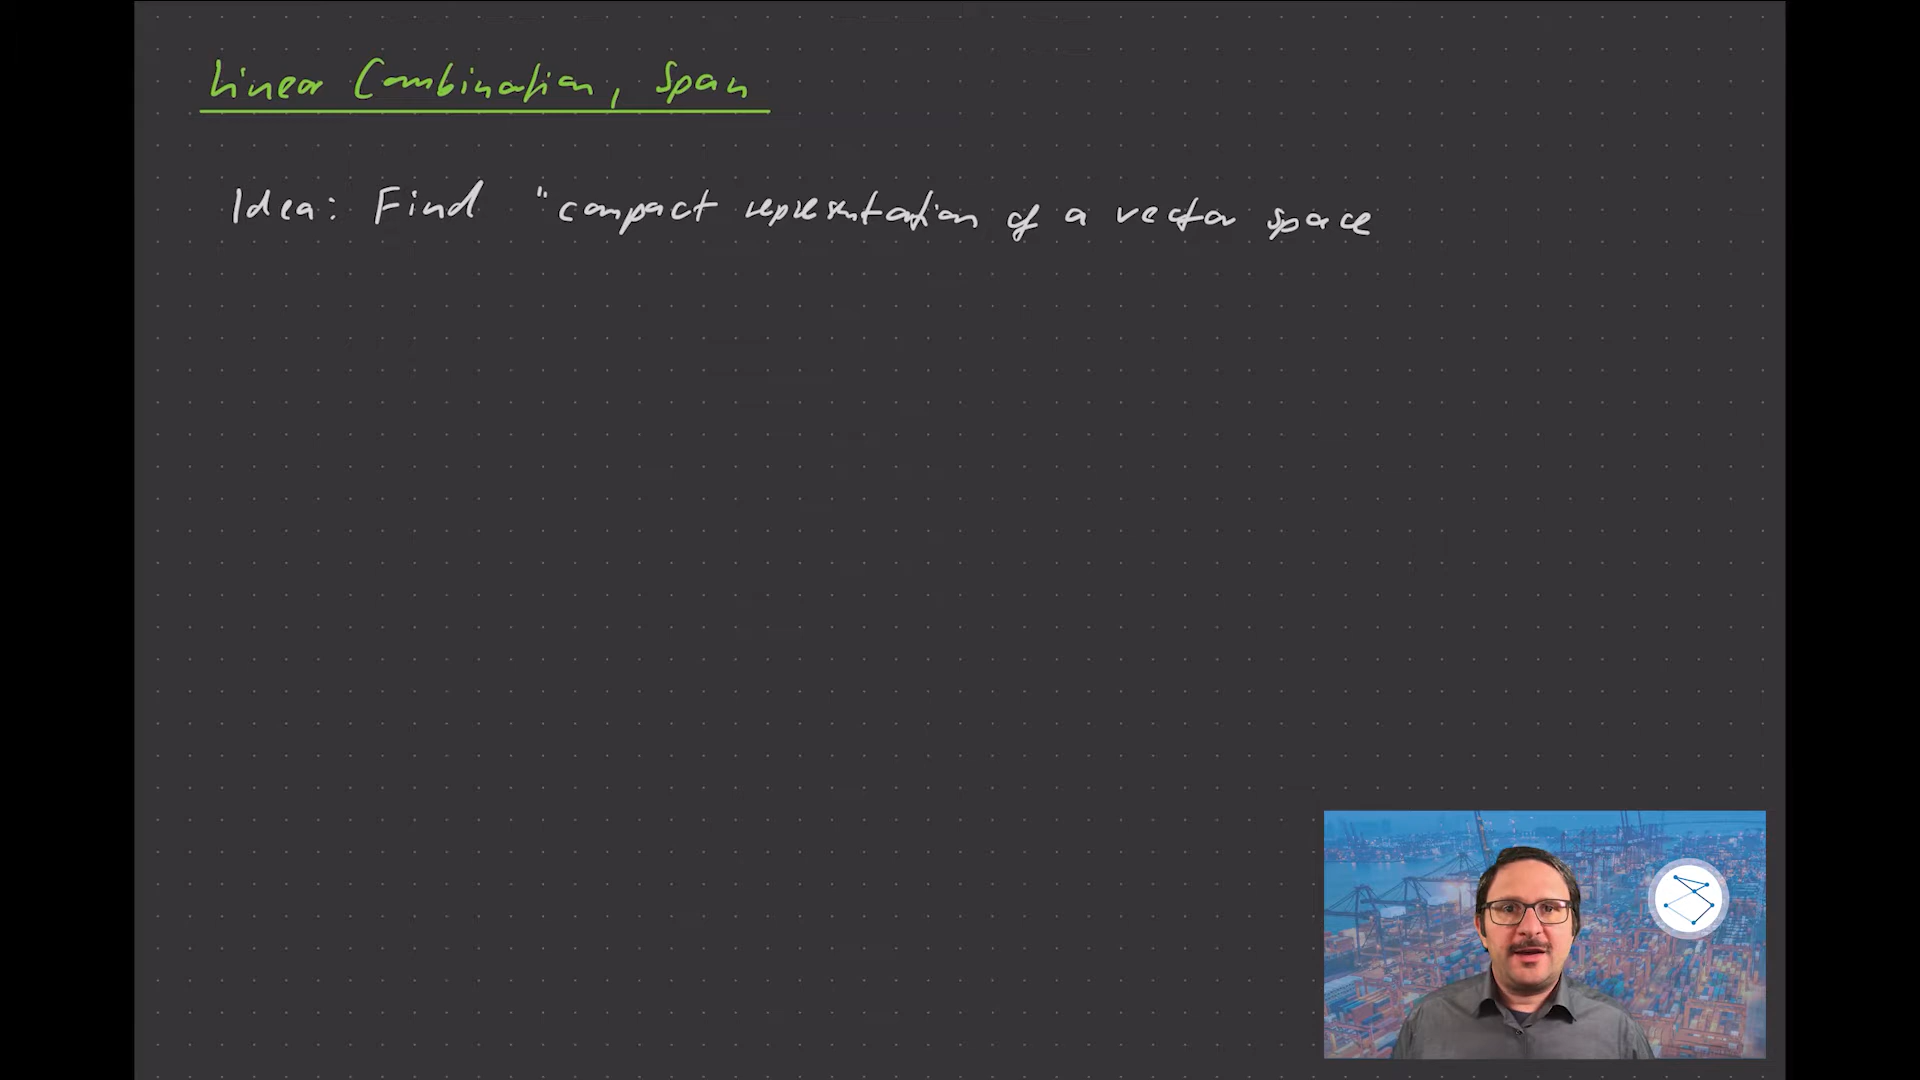 Linear Combination, Span
Idea: Find "compact representation of a vector space